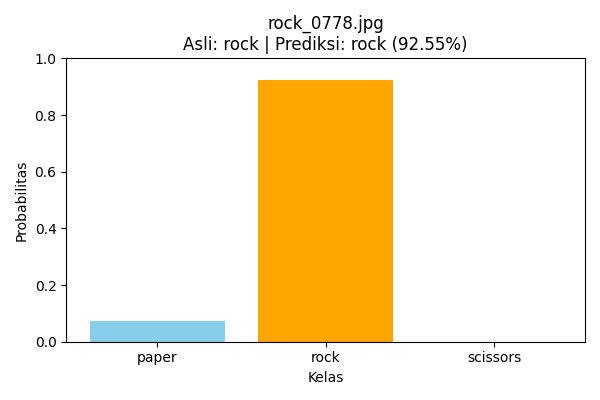 rock_0778.jpg
Asli: rock | Prediksi: rock (92.55%)
1.0
0.8
0.6
0.4
0.2
0.0
Probabilitas
paper
rock
scissors
Kelas